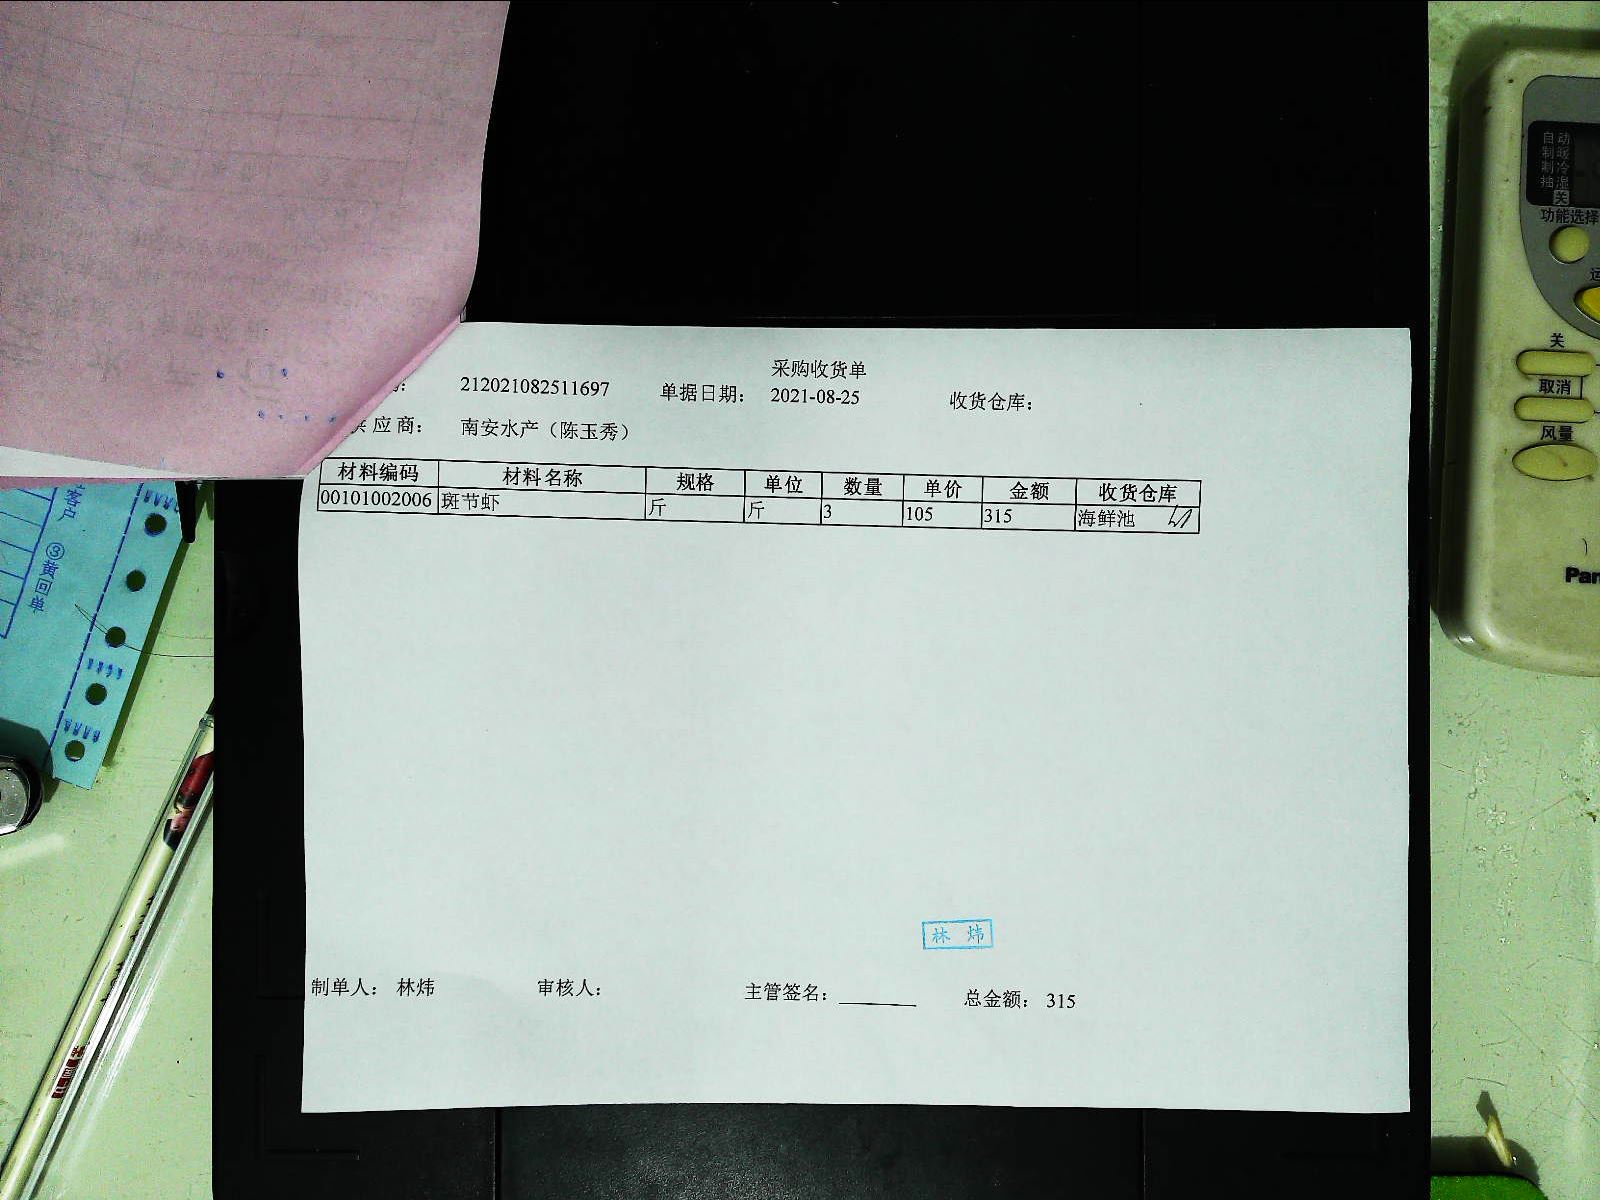 采购收货单
212021082511697 单据日期： 2021-08-25 收货仓库：
供应商： 南安水产（陈玉秀）
材料编码 材料名称 规格 单位 数量 单价 金额 收货仓库
00101002006 斑节虾 斤 斤 3 105 315 海鲜池
林炜
制单人： 林炜 审核人： 主管签名： 总金额： 315
客户
③黄回单
自动
制暖
制冷
抽湿
关
功能选择
运
关
取消
风量
Pan